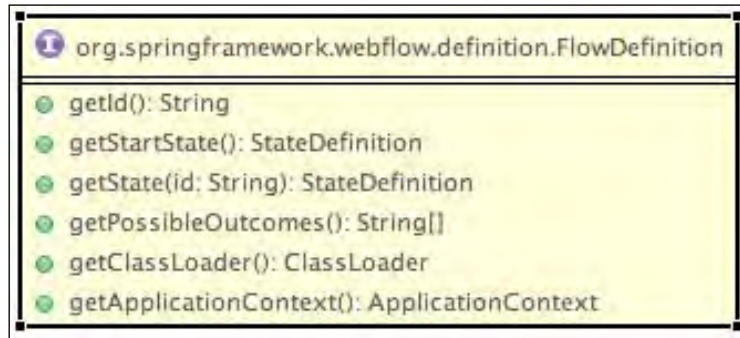 I org.springframework.webflow.definition.FlowDefinition
getId(): String
getStartState(): StateDefinition
getState(id: String): StateDefinition
getPossibleOutcomes(): String[]
getClassLoader(): ClassLoader
getApplicationContext(): ApplicationContext